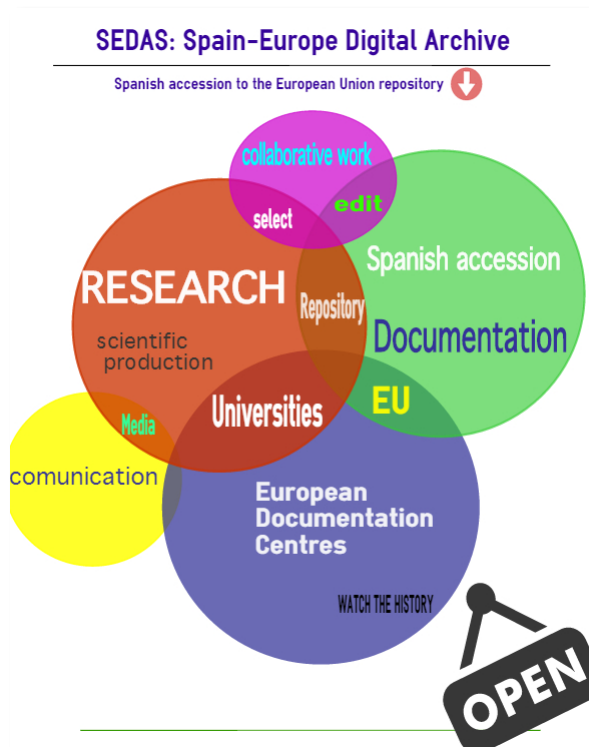 SEDAS: Spain-Europe Digital Archive
Spanish accession to the European Union repository
collaborative work
edit
select
Spanish accession
RESEARCH
Repository
scientific
production
Documentation
EU
Universities
Media
comunication
European
Documentation
Centres
WATCH THE HISTORY
OPEN